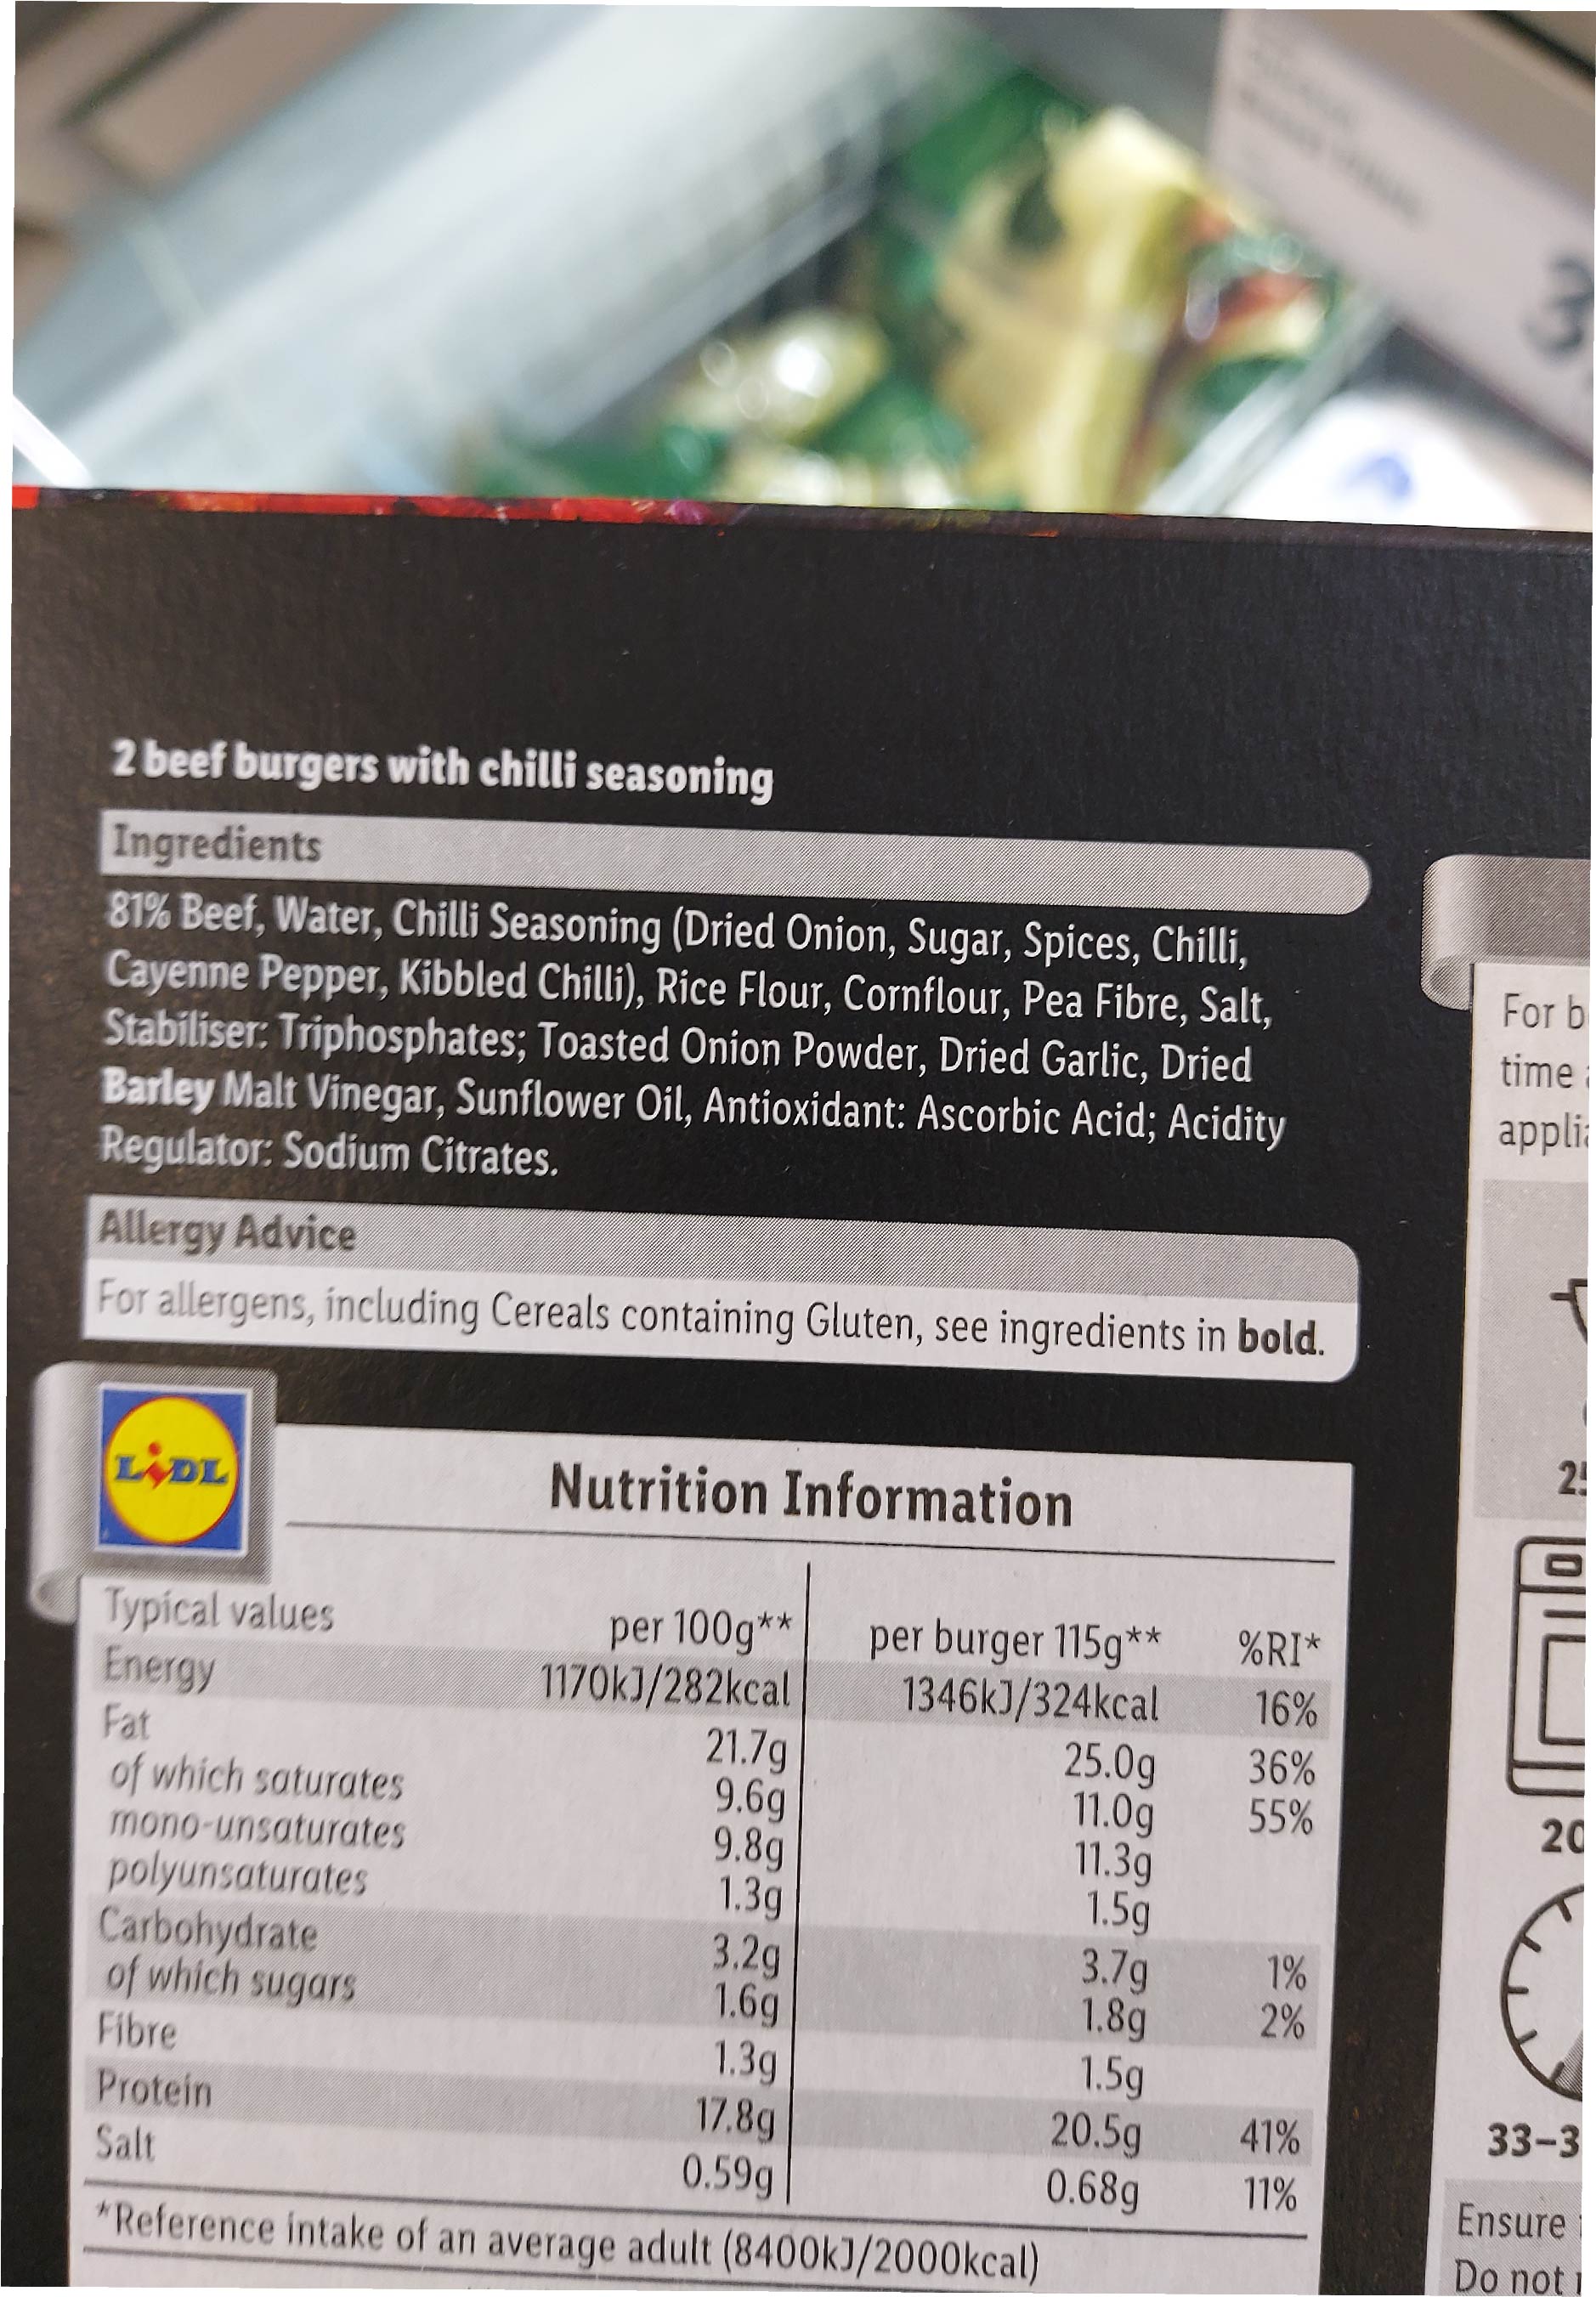 3
2 beef burgers with chilli seasoning
Ingredients
81% Beef, Water, Chilli Seasoning (Dried Onion, Sugar, Spices, Chilli,
Cayenne Pepper, Kibbled Chilli), Rice Flour, Cornflour, Pea Fibre, Salt,
Stabiliser: Triphosphates; Toasted Onion Powder, Dried Garlic, Dried
Barley Malt Vinegar, Sunflower Oil, Antioxidant: Ascorbic Acid; Acidity
Regulator: Sodium Citrates.
Allergy Advice
For allergens, including Cereals containing Gluten, see ingredients in bold.
LiDL
Nutrition Information
Typical values per 100g** per burger 115g** %RI*
Energy 1170kJ/282kcal 1346kJ/324kcal 16%
Fat 21.7g 25.0g 36%
of which saturates 9.6g 11.0g 55%
mono-unsaturates 9.8g 11.3g
polyunsaturates 1.3g 1.5g
Carbohydrate 3.2g 3.7g 1%
of which sugars 1.6g 1.8g 2%
Fibre 1.3g 1.5g
Protein 17.8g 20.5g 41%
Salt 0.59g 0.68g 11%
*Reference intake of an average adult (8400kJ/2000kcal)
For b
time
appli
20
33-3
Ensure
Do not